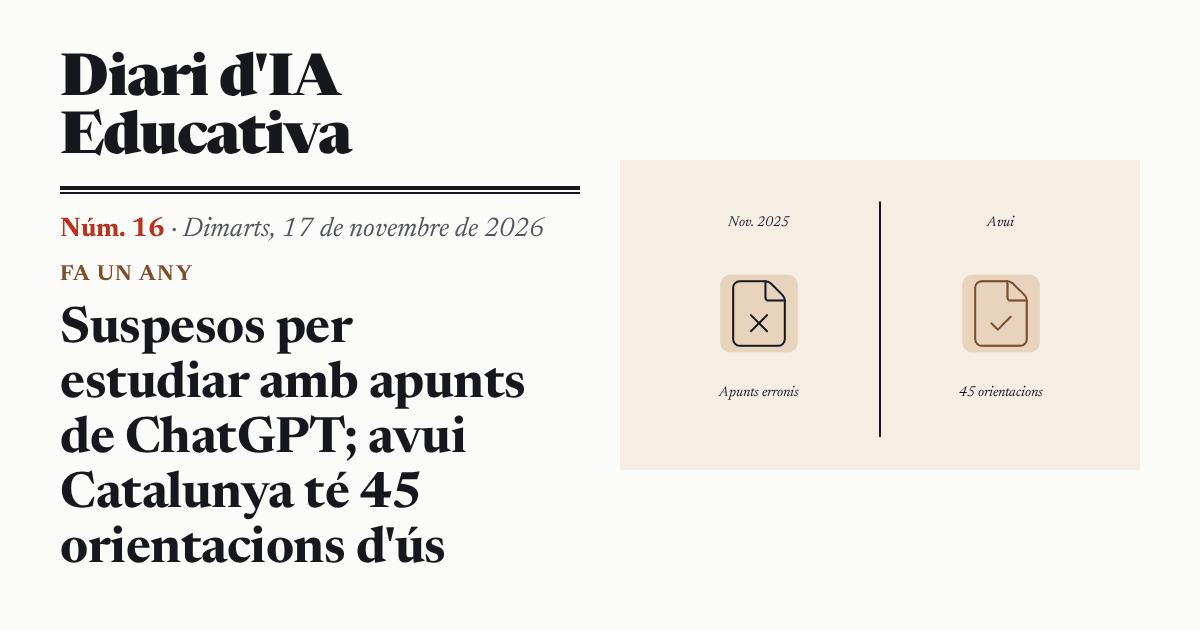 Diari d'IA
Educativa
Núm. 16 · Dimarts, 17 de novembre de 2026
FA UN ANY
Suspesos per
estudiar amb apunts
de ChatGPT; avui
Catalunya té 45
orientacions d'ús
Nov. 2025
Avui
Apunts erronis
45 orientacions